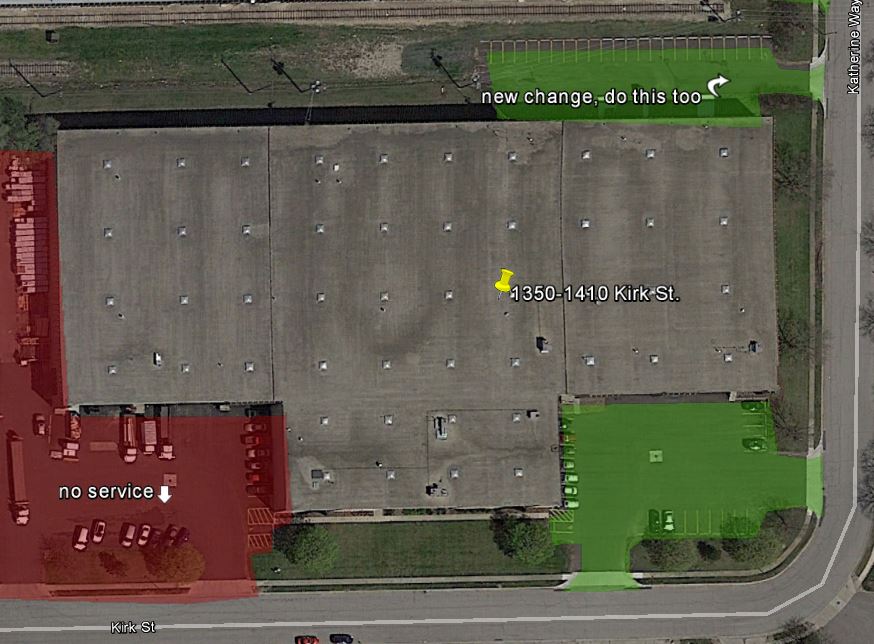 Katherine Way
new change, do this too
1350-1410 Kirk St.
no service
Kirk St